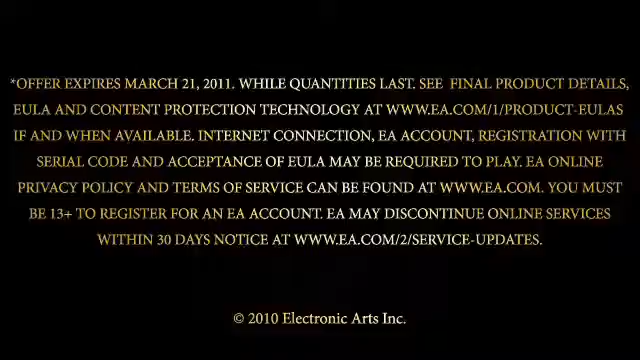 *OFFER EXPIRES MARCH 21, 2011. WHILE QUANTITIES LAST. SEE FINAL PRODUCT DETAILS,
EULA AND CONTENT PROTECTION TECHNOLOGY AT WWW.EA.COM/1/PRODUCT-EULAS
IF AND WHEN AVAILABLE. INTERNET CONNECTION, EA ACCOUNT, REGISTRATION WITH
SERIAL CODE AND ACCEPTANCE OF EULA MAY BE REQUIRED TO PLAY. EA ONLINE
PRIVACY POLICY AND TERMS OF SERVICE CAN BE FOUND AT WWW.EA.COM. YOU MUST
BE 13+ TO REGISTER FOR AN EA ACCOUNT. EA MAY DISCONTINUE ONLINE SERVICES
WITHIN 30 DAYS NOTICE AT WWW.EA.COM/2/SERVICE-UPDATES.
© 2010 Electronic Arts Inc.